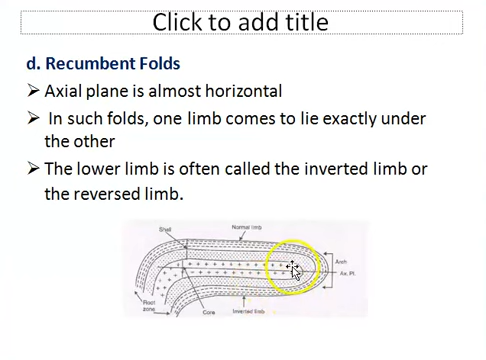 Click to add title
d. Recumbent Folds
➢ Axial plane is almost horizontal
➢ In such folds, one limb comes to lie exactly under
the other
➢ The lower limb is often called the inverted limb or
the reversed limb.
Shell
Normal limb
Arch
Ax. Pl.
Root
zone
Core
Inverted limb